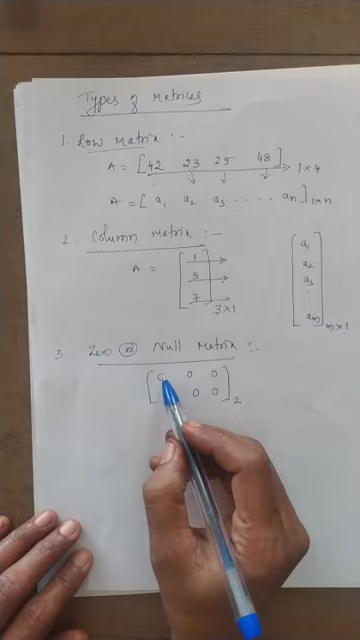 Types of Matrices
1. Row Matrix :-
A = [42 23 25 48] 1×4
A = [ a1 a2 a3 .... an ] 1×n
2. Column Matrix :-
A = [ 1
5
7 ] 3×1
[ a1
a2
a3
⋮
am ] m×1
3. Zero or Null Matrix :-
[ 0 0 0
0 0 ] 2